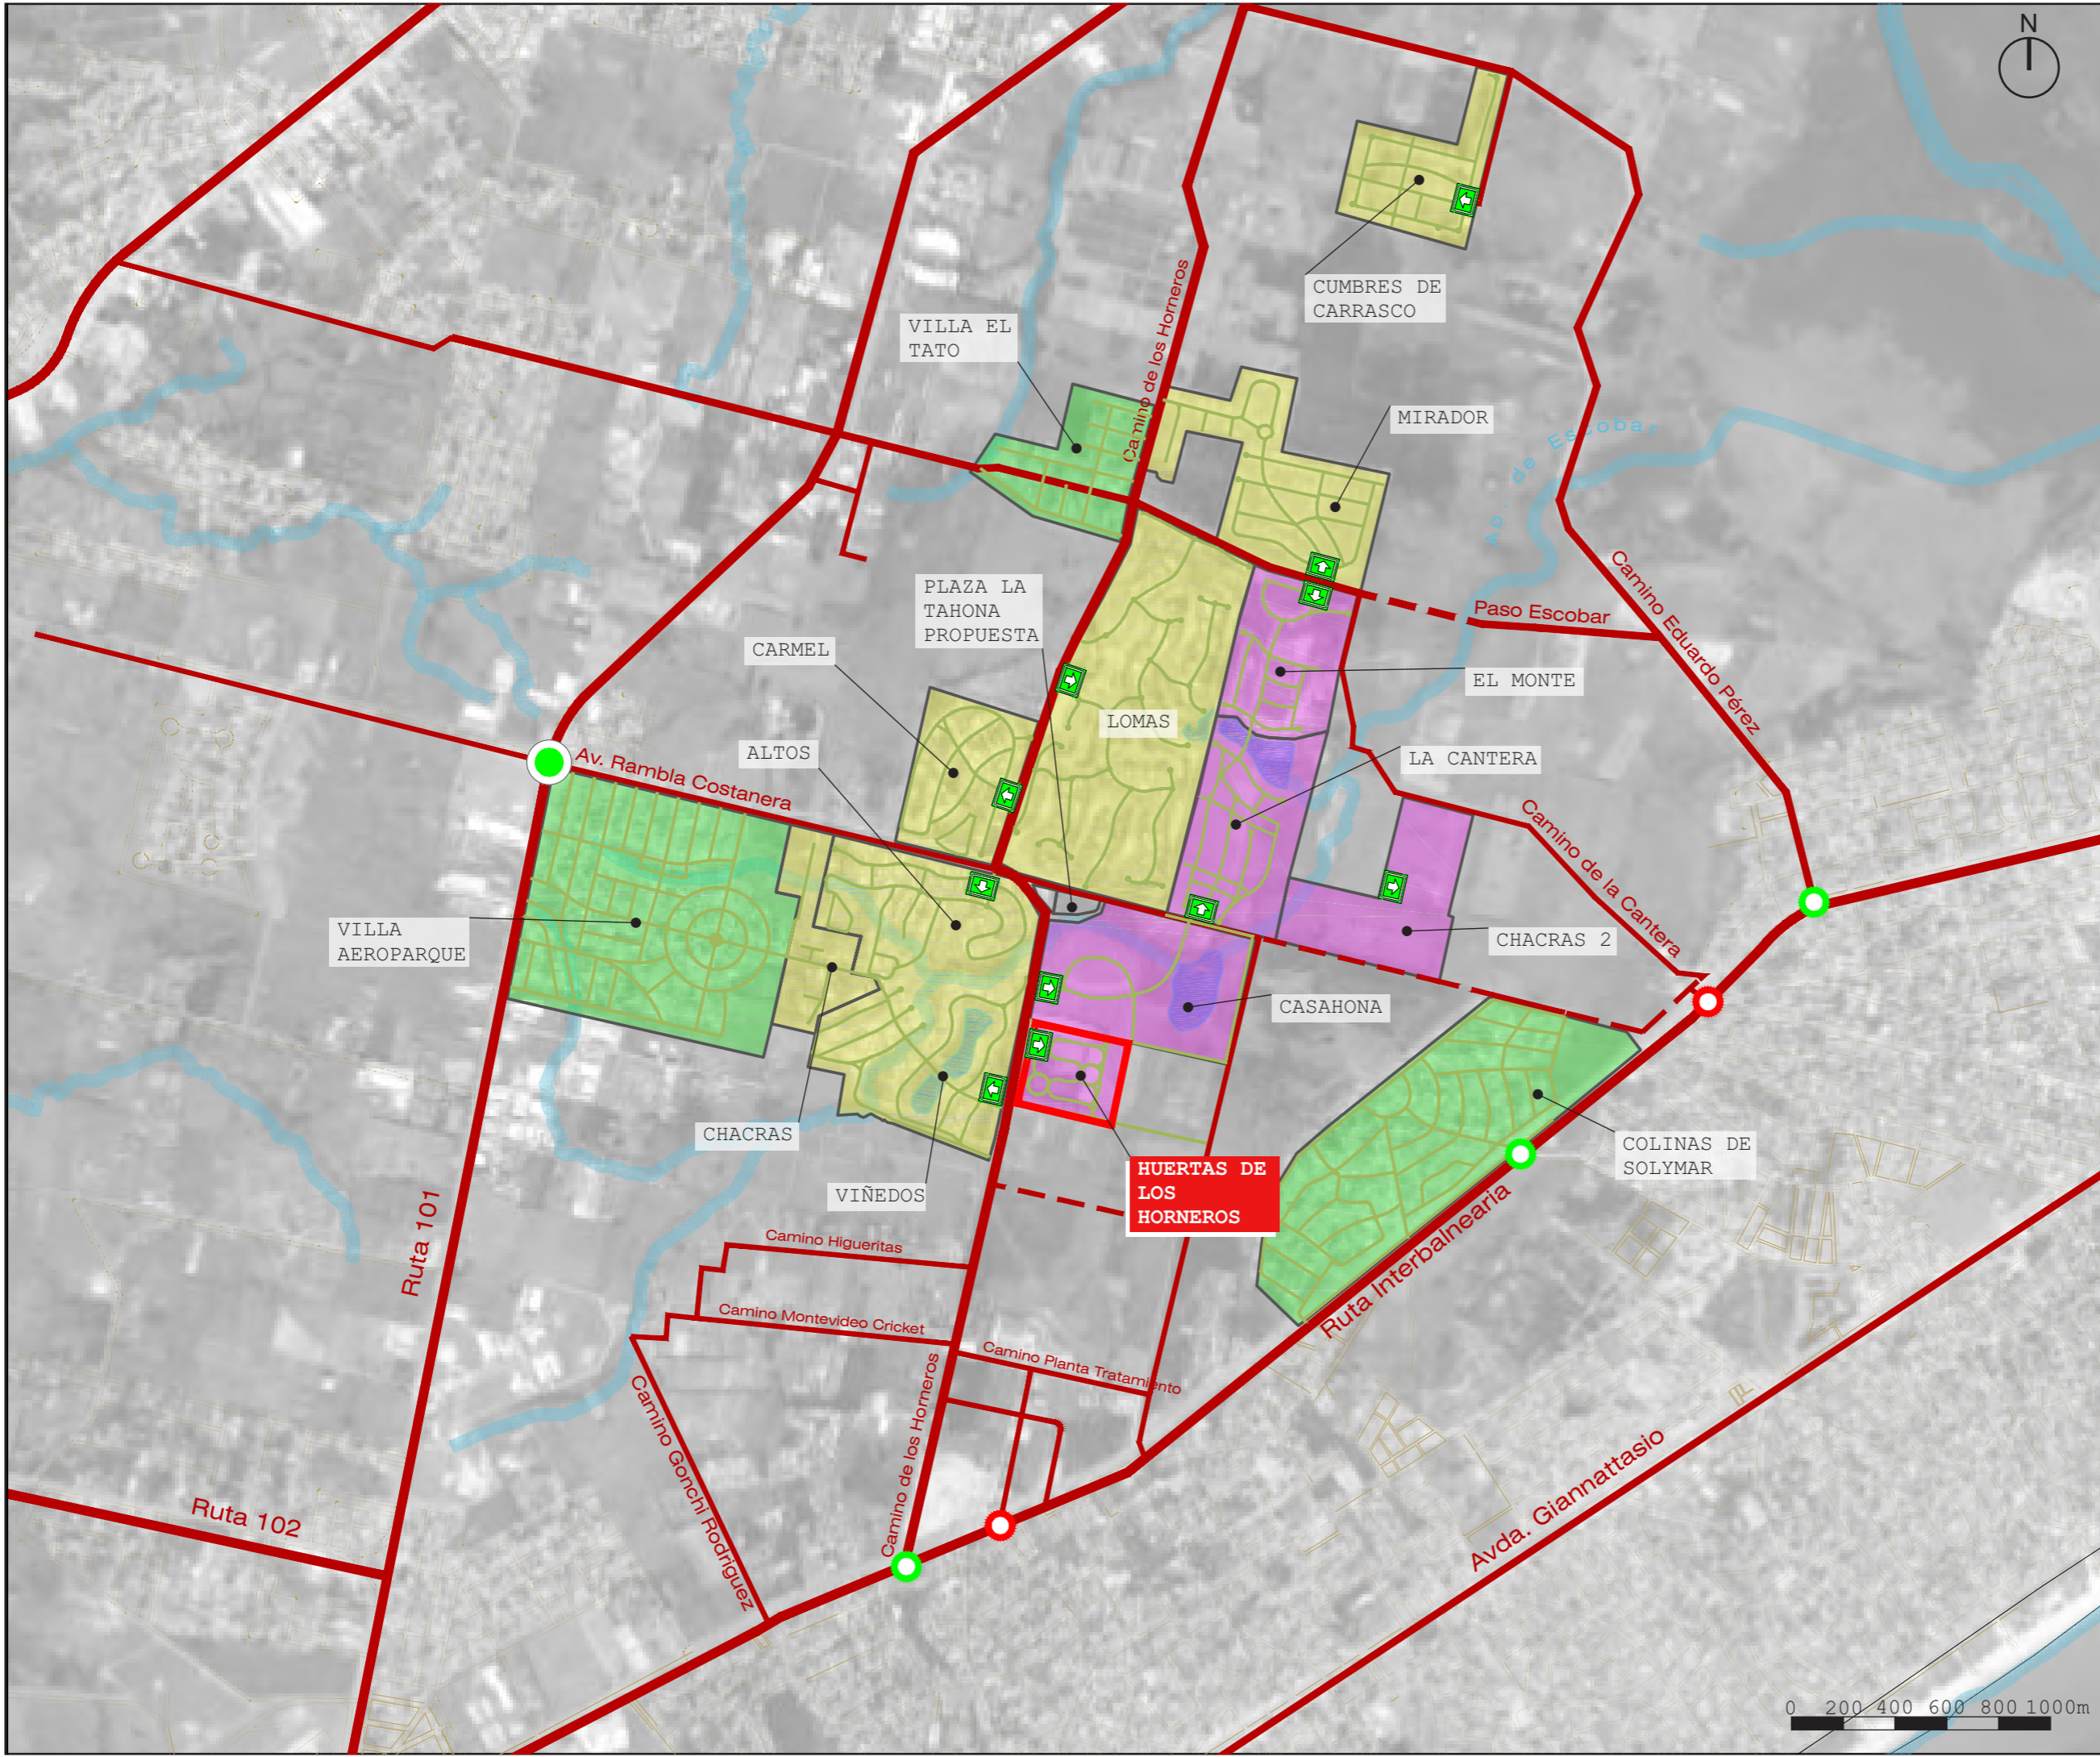 N
CUMBRES DE
CARRASCO
Camino de los Horneros
VILLA EL
TATO
MIRADOR
Ao. de Escobar
PLAZA LA
TAHONA
PROPUESTA
Camino Eduardo Pérez
Paso Escobar
CARMEL
EL MONTE
LOMAS
ALTOS
Av. Rambla Costanera
LA CANTERA
Camino de la Cantera
VILLA
AEROPARQUE
CHACRAS 2
CASAHONA
CHACRAS
COLINAS DE
SOLYMAR
HUERTAS DE
LOS
HORNEROS
VIÑEDOS
Ruta 101
Camino Higueritas
Ruta Interbalnearia
Camino Montevideo Cricket
Camino Planta Tratamiento
Camino de los Horneros
Camino Gonchi Rodriguez
Ruta 102
Avda. Giannattasio
0 200 400 600 800 1000m